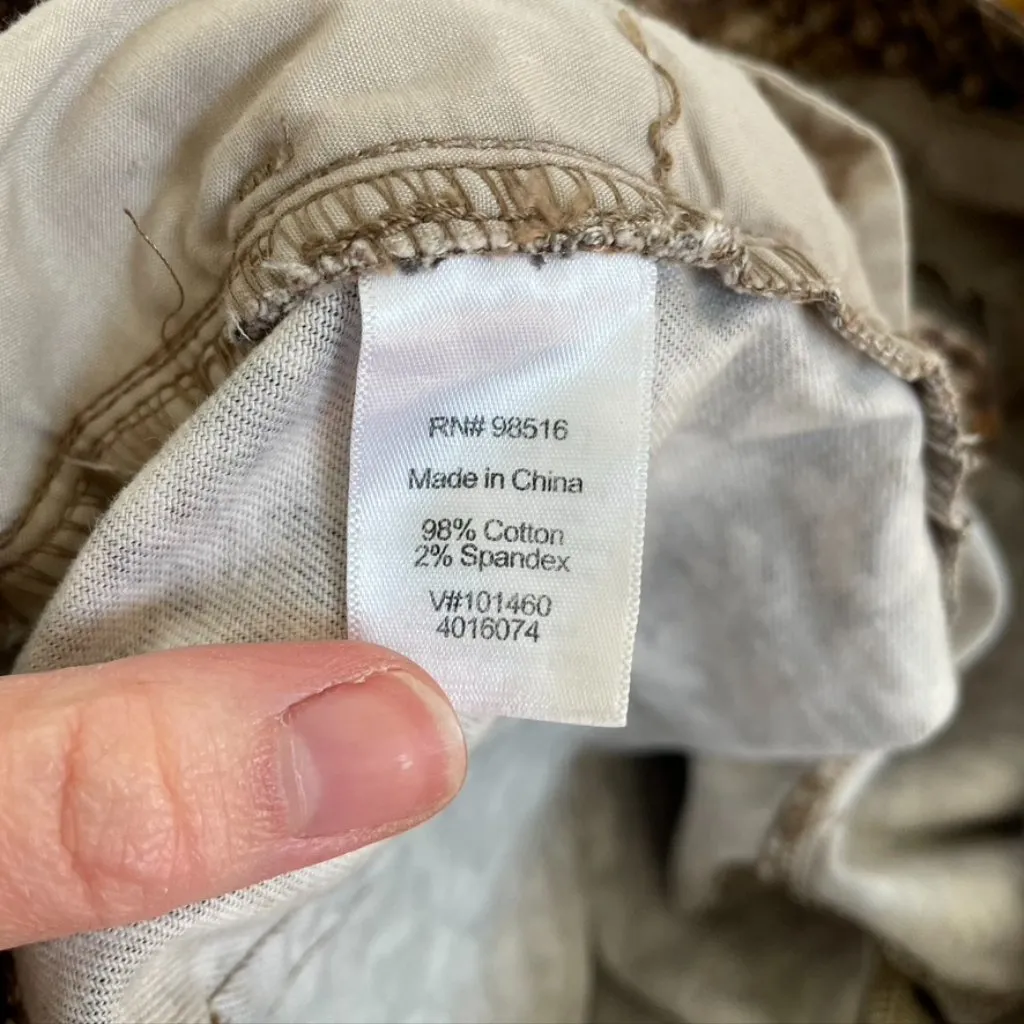 RN# 98516
Made in China
98% Cotton
2% Spandex
V#101460
4016074